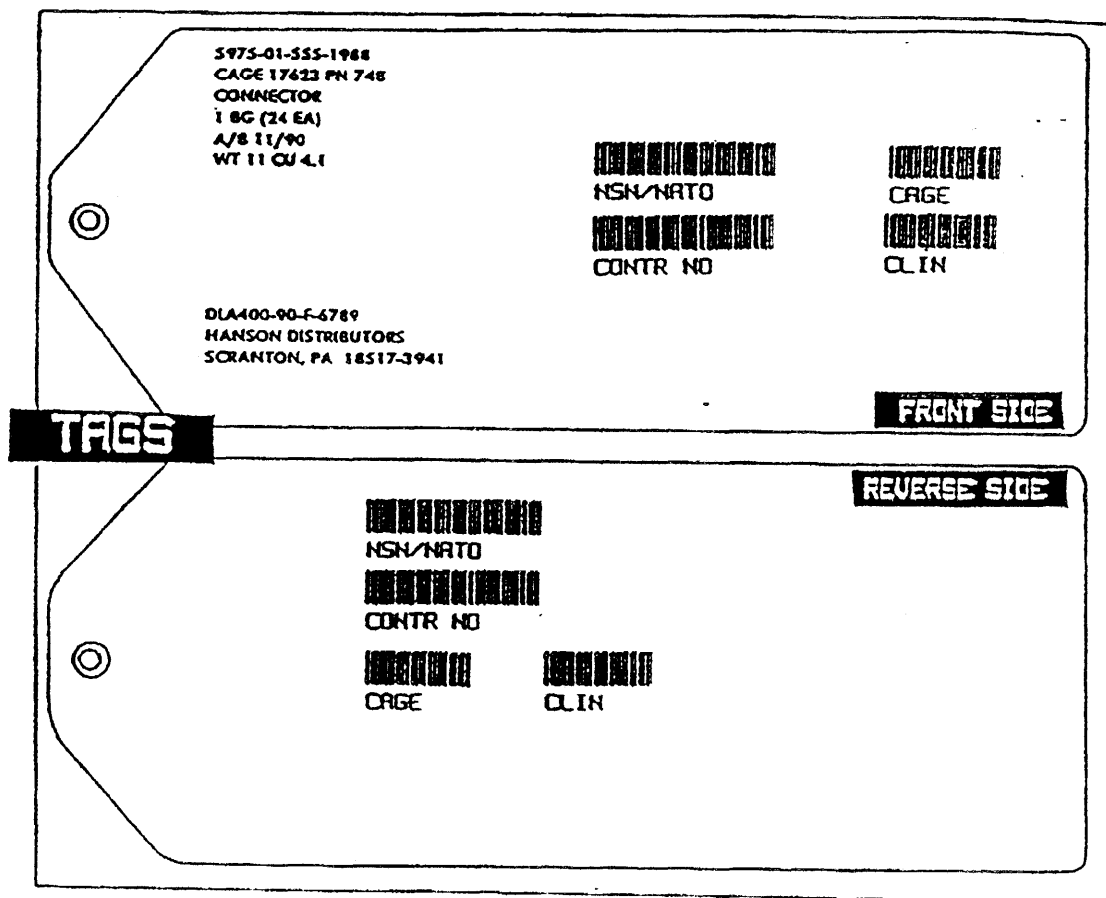 5975-01-555-1988
CAGE 17623 PN 748
CONNECTOR
1 BG (24 EA)
A/8 11/90
WT 11 CU 4.1
NSN/NATO
CAGE
CONTR NO
CLIN
DLA400-90-F-6789
HANSON DISTRIBUTORS
SCRANTON, PA 18517-3941
FRONT SIDE
TAGS
REVERSE SIDE
NSN/NATO
CONTR NO
CAGE
CLIN